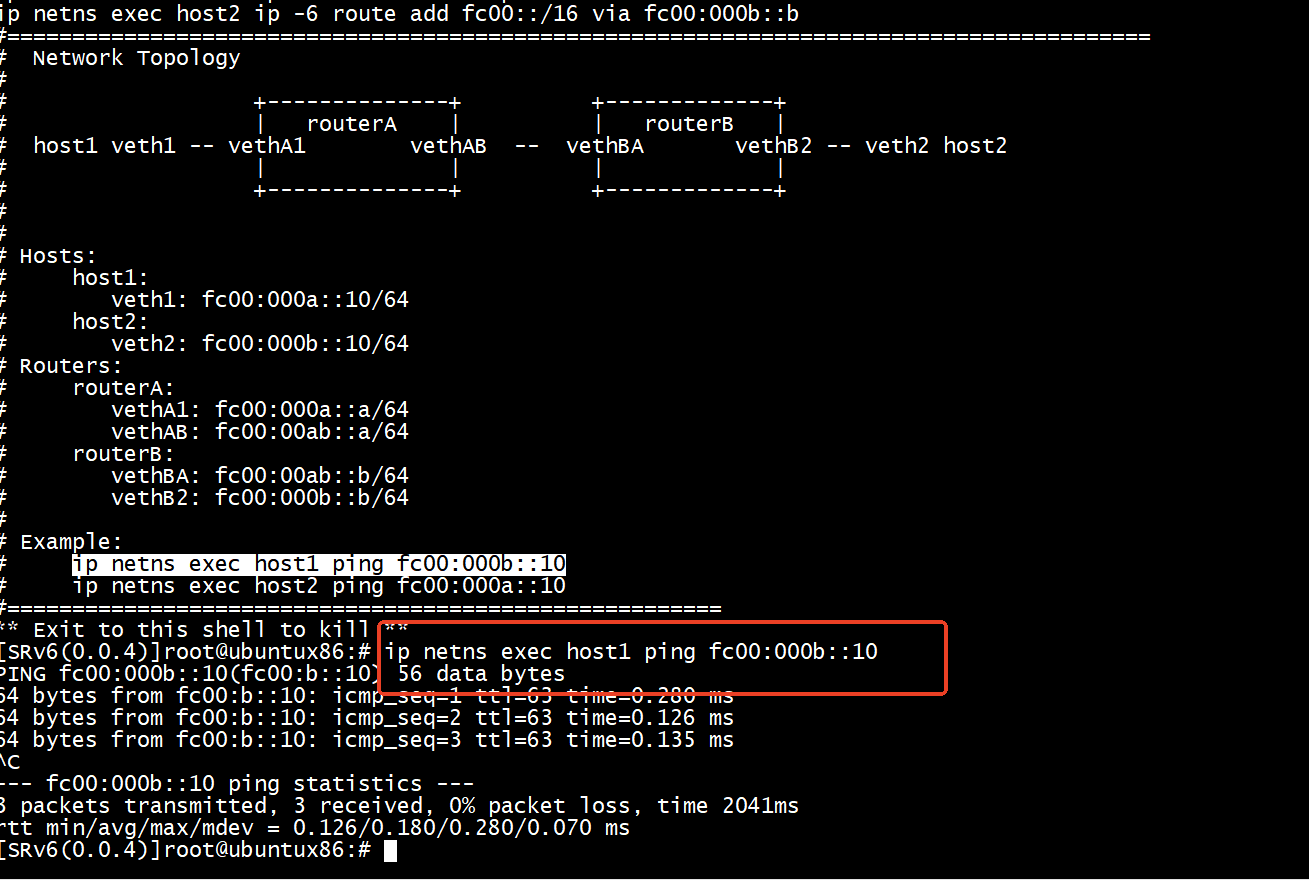 ip netns exec host2 ip -6 route add fc00::/16 via fc00:000b::b
#========================================================================================
#  Network Topology
#
#                   +--------------+          +-------------+
#                   |   routerA    |          |   routerB   |
#  host1 veth1 -- vethA1        vethAB  --  vethBA       vethB2 -- veth2 host2
#                   |              |          |             |
#                   +--------------+          +-------------+
#
#
# Hosts:
#     host1:
#        veth1: fc00:000a::10/64
#     host2:
#        veth2: fc00:000b::10/64
# Routers:
#     routerA:
#        vethA1: fc00:000a::a/64
#        vethAB: fc00:00ab::a/64
#     routerB:
#        vethBA: fc00:00ab::b/64
#        vethB2: fc00:000b::b/64
#
# Example:
#     ip netns exec host1 ping fc00:000b::10
#     ip netns exec host2 ping fc00:000a::10
#=======================================================
** Exit to this shell to kill **
[SRv6(0.0.4)]root@ubuntux86:# ip netns exec host1 ping fc00:000b::10
PING fc00:000b::10(fc00:b::10) 56 data bytes
64 bytes from fc00:b::10: icmp_seq=1 ttl=63 time=0.280 ms
64 bytes from fc00:b::10: icmp_seq=2 ttl=63 time=0.126 ms
64 bytes from fc00:b::10: icmp_seq=3 ttl=63 time=0.135 ms
^C
--- fc00:000b::10 ping statistics ---
3 packets transmitted, 3 received, 0% packet loss, time 2041ms
rtt min/avg/max/mdev = 0.126/0.180/0.280/0.070 ms
[SRv6(0.0.4)]root@ubuntux86:#